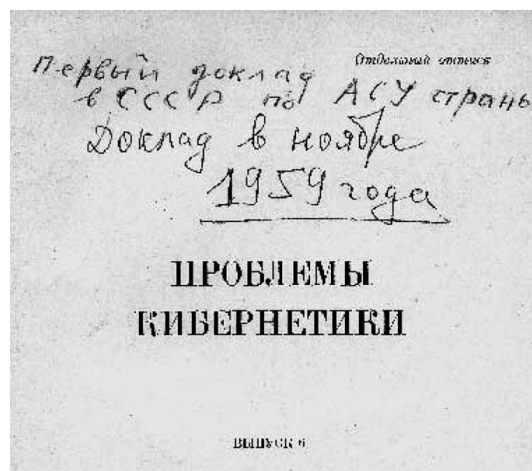 Отдельный оттиск
Первый доклад
в СССР по АСУ страны
Доклад в ноябре
1959 года
ПРОБЛЕМЫ
КИБЕРНЕТИКИ
ВЫПУСК 6